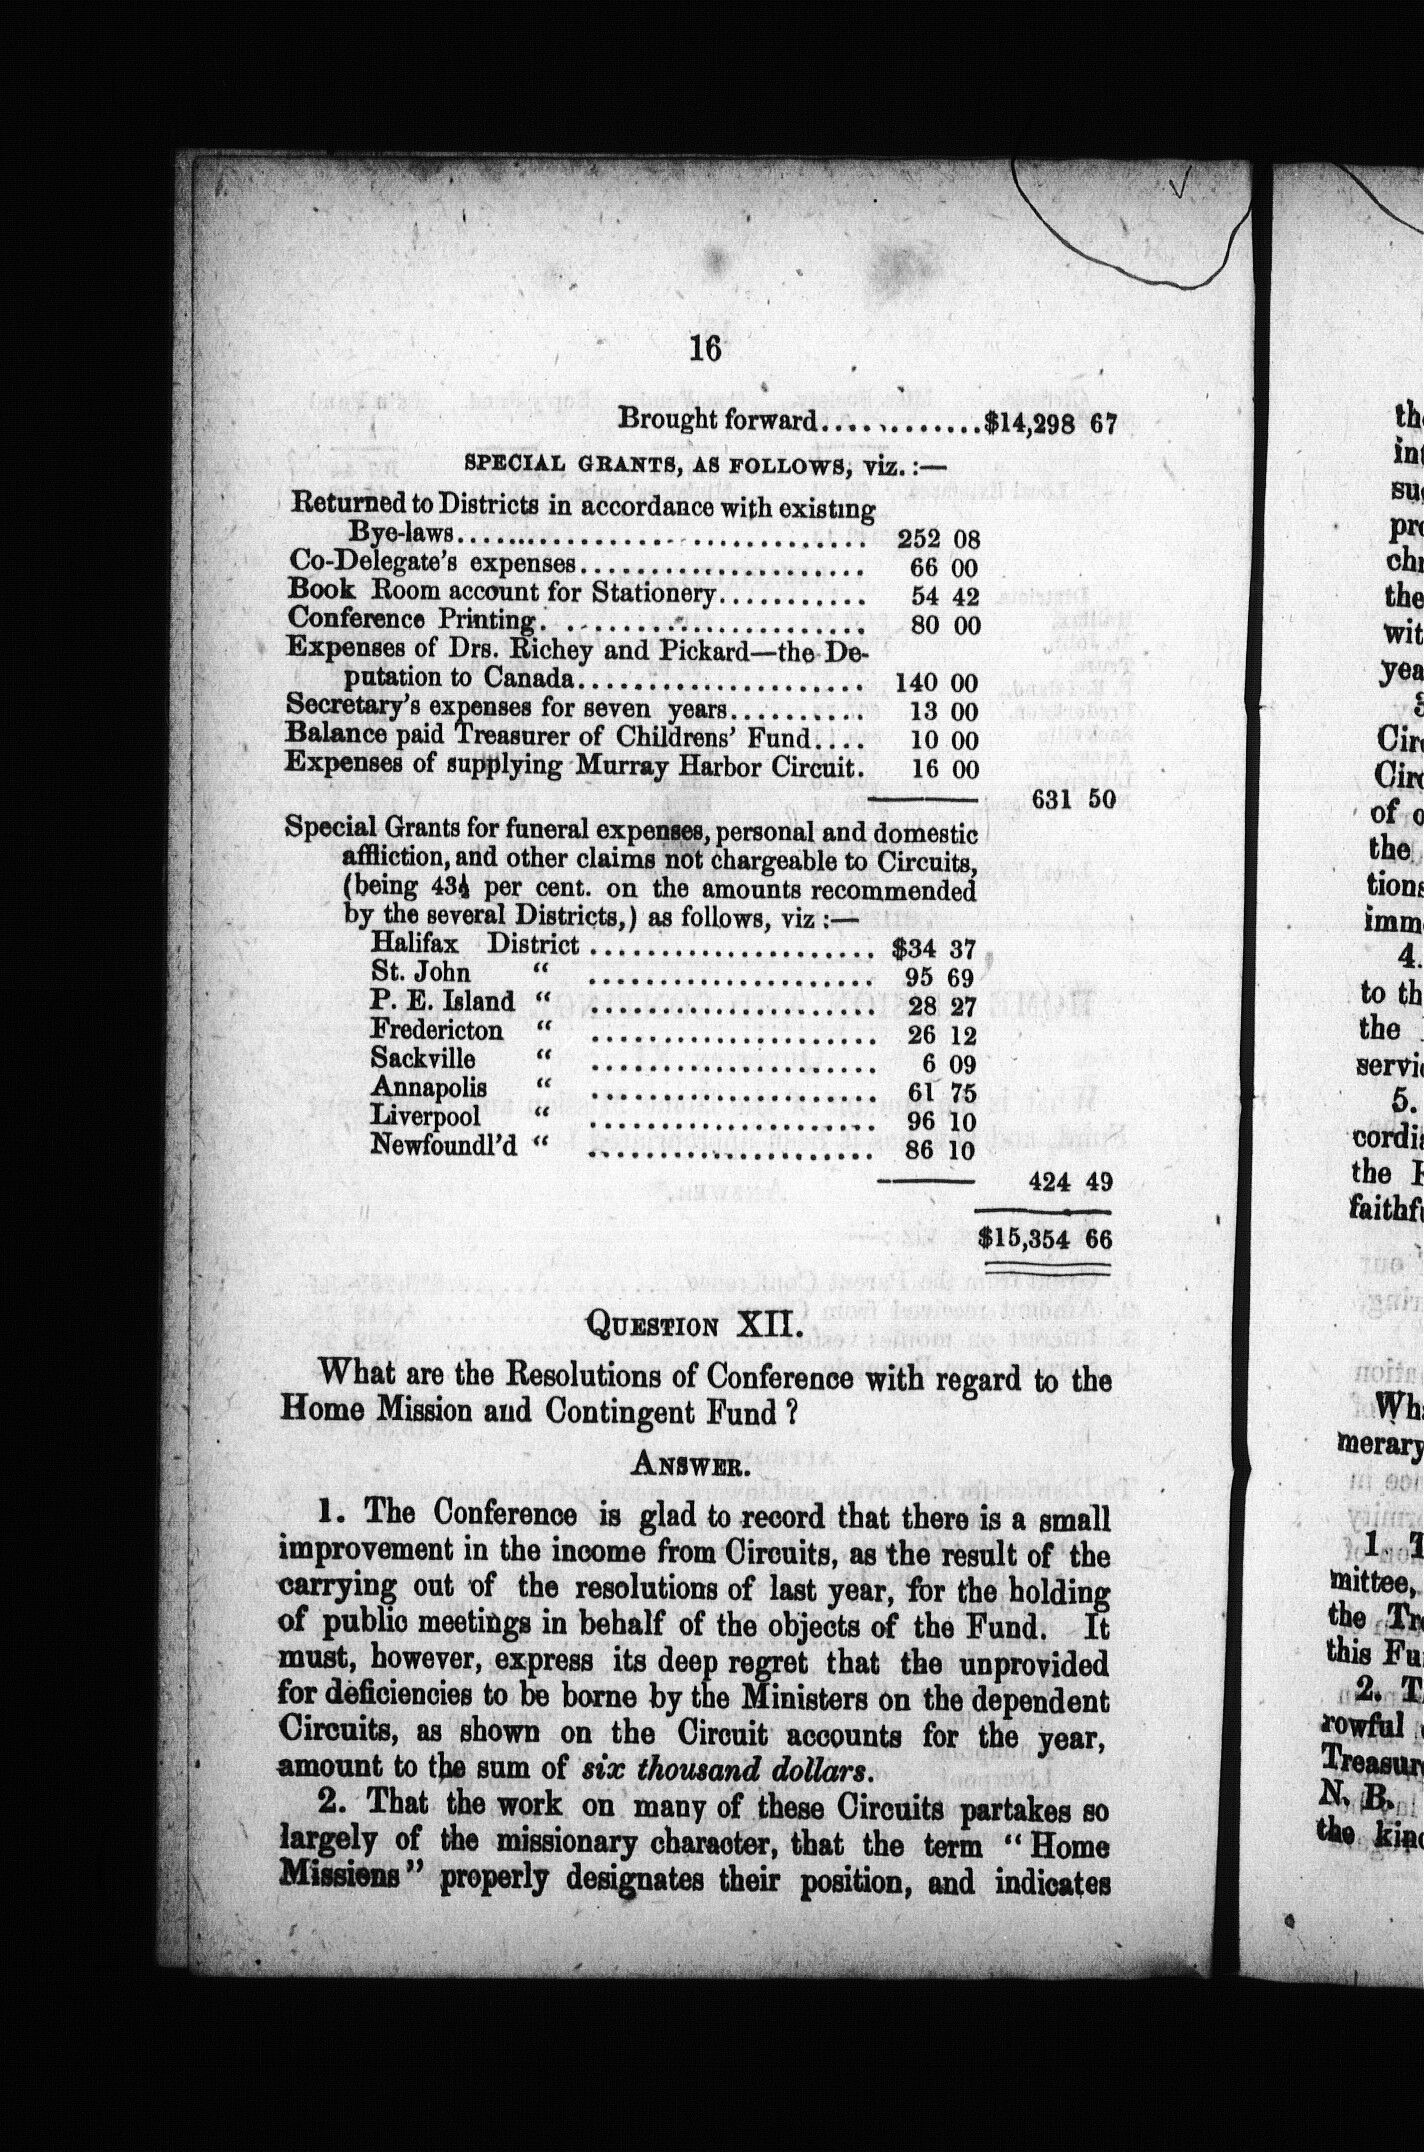 16
Brought forward..............$14,298 67
SPECIAL GRANTS, AS FOLLOWS, viz.:—
Returned to Districts in accordance with existing
Bye-laws............................. 252 08
Co-Delegate's expenses.................... 66 00
Book Room account for Stationery........... 54 42
Conference Printing....................... 80 00
Expenses of Drs. Richey and Pickard—the De-
putation to Canada..................... 140 00
Secretary's expenses for seven years.......... 13 00
Balance paid Treasurer of Childrens' Fund.... 10 00
Expenses of supplying Murray Harbor Circuit. 16 00
631 50
Special Grants for funeral expenses, personal and domestic
affliction, and other claims not chargeable to Circuits,
(being 43½ per cent. on the amounts recommended
by the several Districts,) as follows, viz :—
Halifax District .................... $34 37
St. John “ .................... 95 69
P. E. Island “ .................... 28 27
Fredericton “ .................... 26 12
Sackville “ .................... 6 09
Annapolis “ .................... 61 75
Liverpool “ .................... 96 10
Newfoundl'd “ .................... 86 10
424 49
$15,354 66
QUESTION XII.
What are the Resolutions of Conference with regard to the
Home Mission and Contingent Fund ?
ANSWER.
1. The Conference is glad to record that there is a small
improvement in the income from Circuits, as the result of the
carrying out of the resolutions of last year, for the holding
of public meetings in behalf of the objects of the Fund. It
must, however, express its deep regret that the unprovided
for deficiencies to be borne by the Ministers on the dependent
Circuits, as shown on the Circuit accounts for the year,
amount to the sum of six thousand dollars.
2. That the work on many of these Circuits partakes so
largely of the missionary character, that the term “ Home
Missions” properly designates their position, and indicates